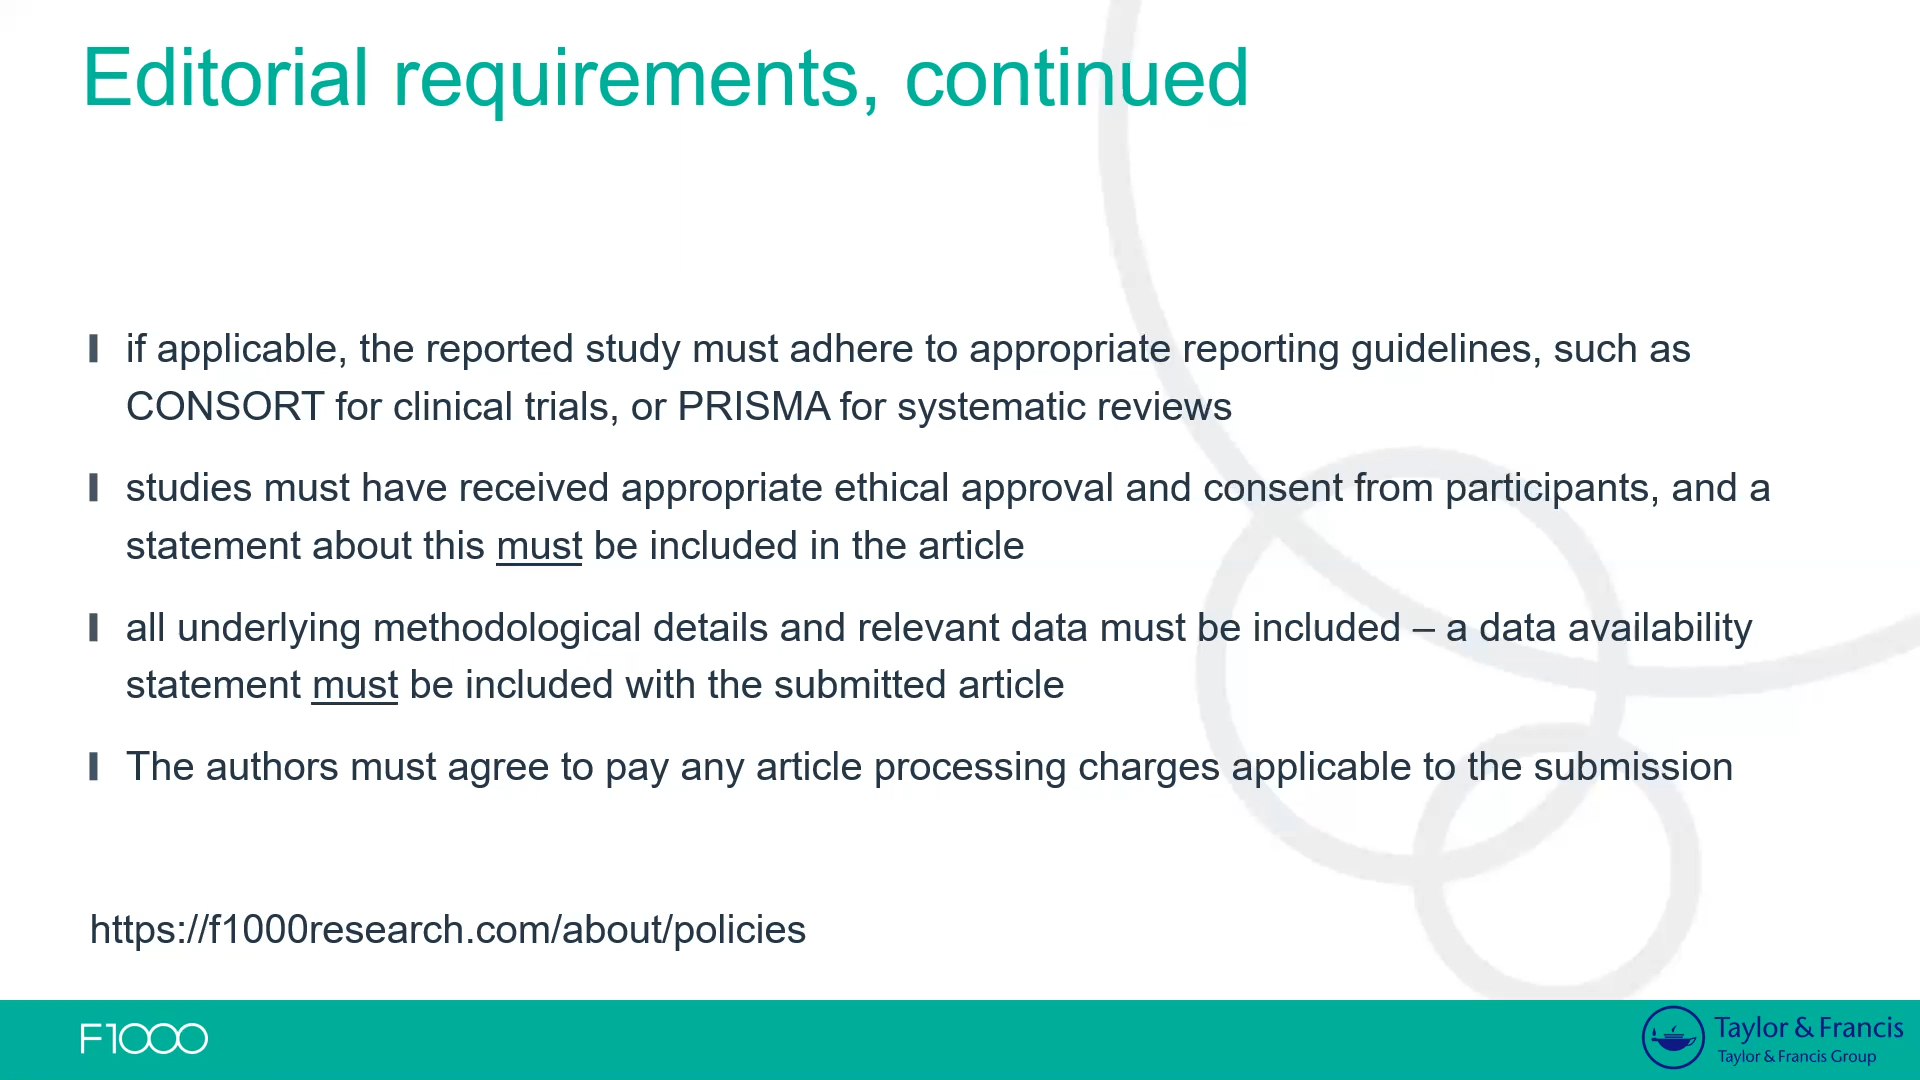 Editorial requirements, continued
if applicable, the reported study must adhere to appropriate reporting guidelines, such as
CONSORT for clinical trials, or PRISMA for systematic reviews
studies must have received appropriate ethical approval and consent from participants, and a
statement about this must be included in the article
all underlying methodological details and relevant data must be included – a data availability
statement must be included with the submitted article
The authors must agree to pay any article processing charges applicable to the submission
https://f1000research.com/about/policies
F1000
Taylor & Francis
Taylor & Francis Group